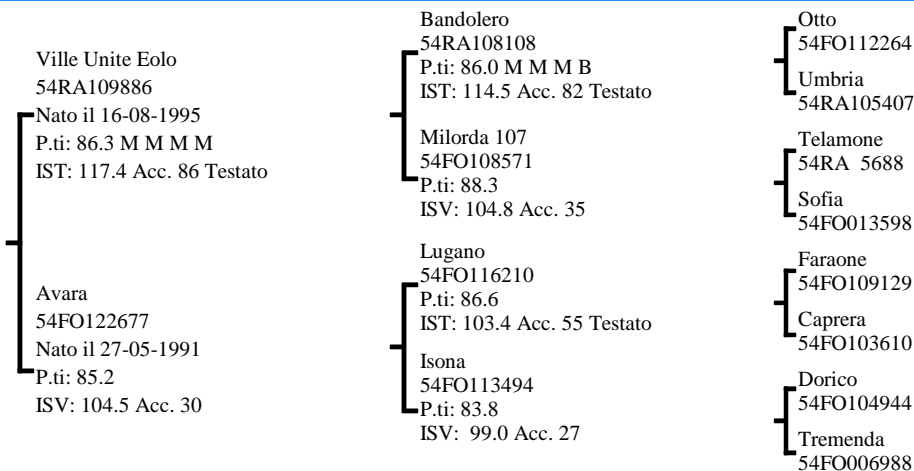 Ville Unite Eolo
54RA109886
Nato il 16-08-1995
P.ti: 86.3 M M M M
IST: 117.4 Acc. 86 Testato
Avara
54FO122677
Nato il 27-05-1991
P.ti: 85.2
ISV: 104.5 Acc. 30
Bandolero
54RA108108
P.ti: 86.0 M M M B
IST: 114.5 Acc. 82 Testato
Milorda 107
54FO108571
P.ti: 88.3
ISV: 104.8 Acc. 35
Lugano
54FO116210
P.ti: 86.6
IST: 103.4 Acc. 55 Testato
Isona
54FO113494
P.ti: 83.8
ISV:  99.0 Acc. 27
Otto
54FO112264
Umbria
54RA105407
Telamone
54RA  5688
Sofia
54FO013598
Faraone
54FO109129
Caprera
54FO103610
Dorico
54FO104944
Tremenda
54FO006988